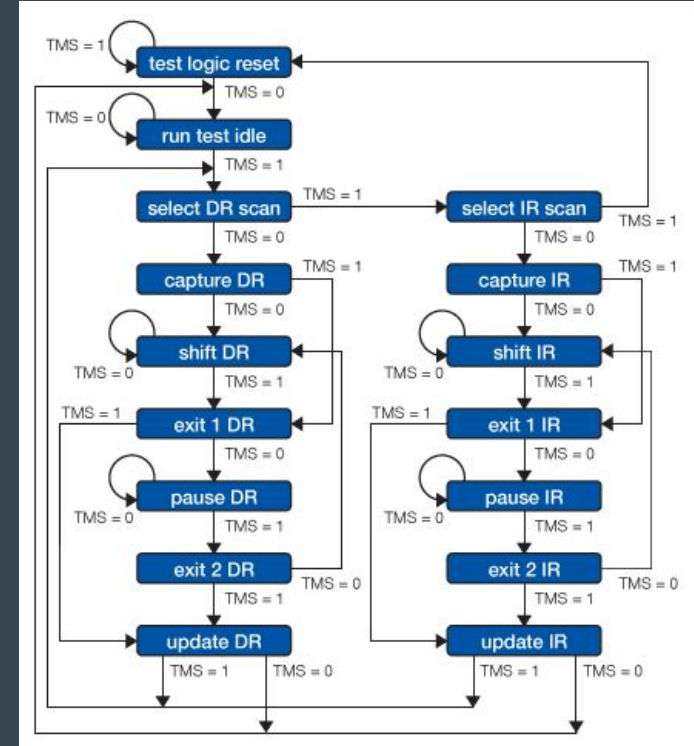 TMS = 1
test logic reset
TMS = 0
TMS = 0
run test idle
TMS = 1
select DR scan
TMS = 1
select IR scan
TMS = 1
TMS = 0
TMS = 0
capture DR
TMS = 1
capture IR
TMS = 1
TMS = 0
TMS = 0
shift DR
shift IR
TMS = 0
TMS = 1
TMS = 0
TMS = 1
TMS = 1
exit 1 DR
TMS = 1
exit 1 IR
TMS = 0
TMS = 0
pause DR
pause IR
TMS = 0
TMS = 1
TMS = 0
TMS = 1
exit 2 DR
TMS = 0
exit 2 IR
TMS = 0
TMS = 1
TMS = 1
update DR
update IR
TMS = 1
TMS = 0
TMS = 1
TMS = 0